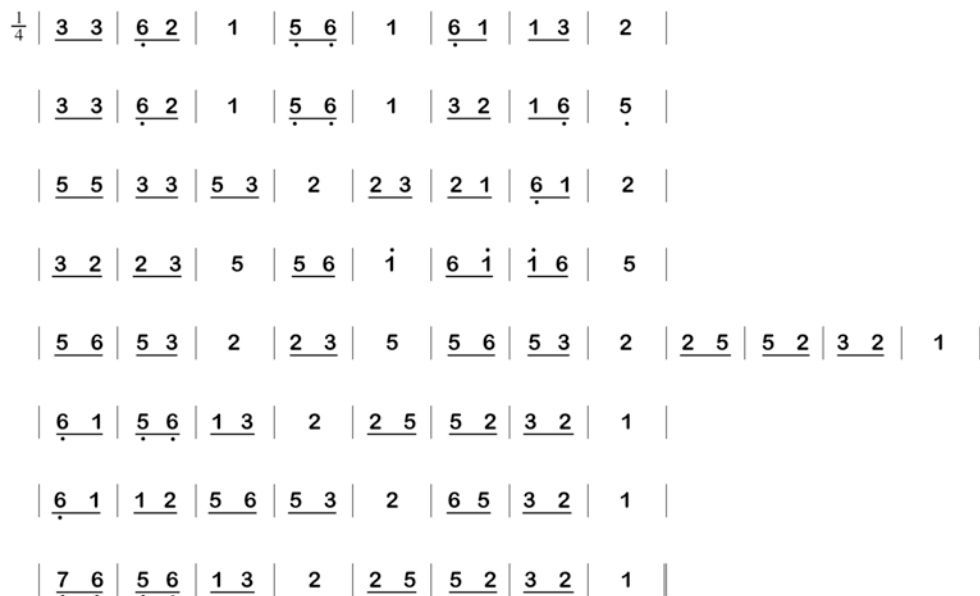 1/4 | 3 3 | 6̣ 2 | 1 | 5̣ 6̣ | 1 | 6̣ 1 | 1 3 | 2 |
| 3 3 | 6̣ 2 | 1 | 5̣ 6̣ | 1 | 3 2 | 1 6̣ | 5̣ |
| 5 5 | 3 3 | 5 3 | 2 | 2 3 | 2 1 | 6̣ 1 | 2 |
| 3 2 | 2 3 | 5 | 5 6 | 1̇ | 6 1̇ | 1̇ 6 | 5 |
| 5 6 | 5 3 | 2 | 2 3 | 5 | 5 6 | 5 3 | 2 | 2 5 | 5 2 | 3 2 | 1 |
| 6̣ 1 | 5̣ 6̣ | 1 3 | 2 | 2 5 | 5 2 | 3 2 | 1 |
| 6̣ 1 | 1 2 | 5 6 | 5 3 | 2 | 6 5 | 3 2 | 1 |
| 7̣ 6̣ | 5̣ 6̣ | 1 3 | 2 | 2 5 | 5 2 | 3 2 | 1 ||